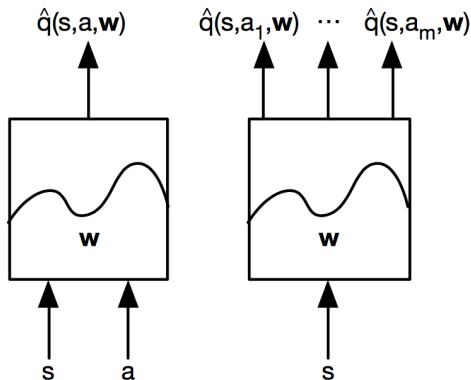 q̂(s,a,w) q̂(s,a₁,w) ··· q̂(s,aₘ,w)
w w
s a s